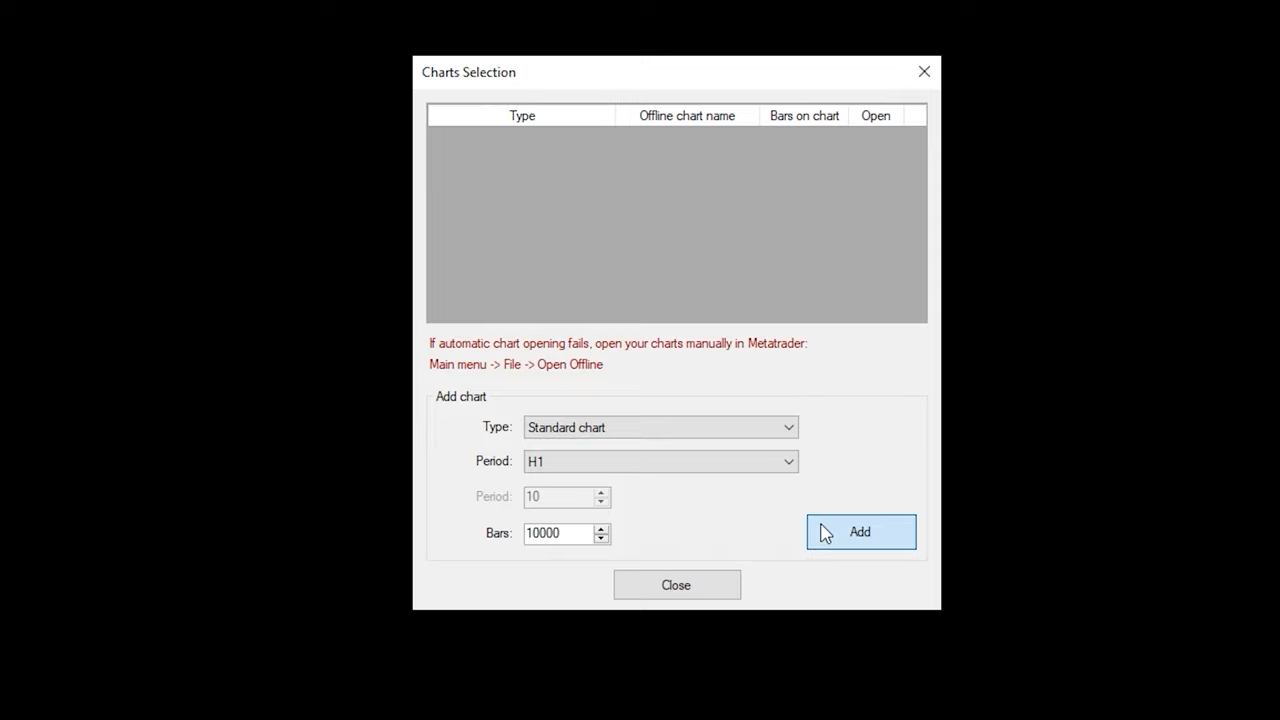 Charts Selection
Type Offline chart name Bars on chart Open
If automatic chart opening fails, open your charts manually in Metatrader:
Main menu -> File -> Open Offline
Add chart
Type: Standard chart
Period: H1
Period: 10
Bars: 10000 Add
Close